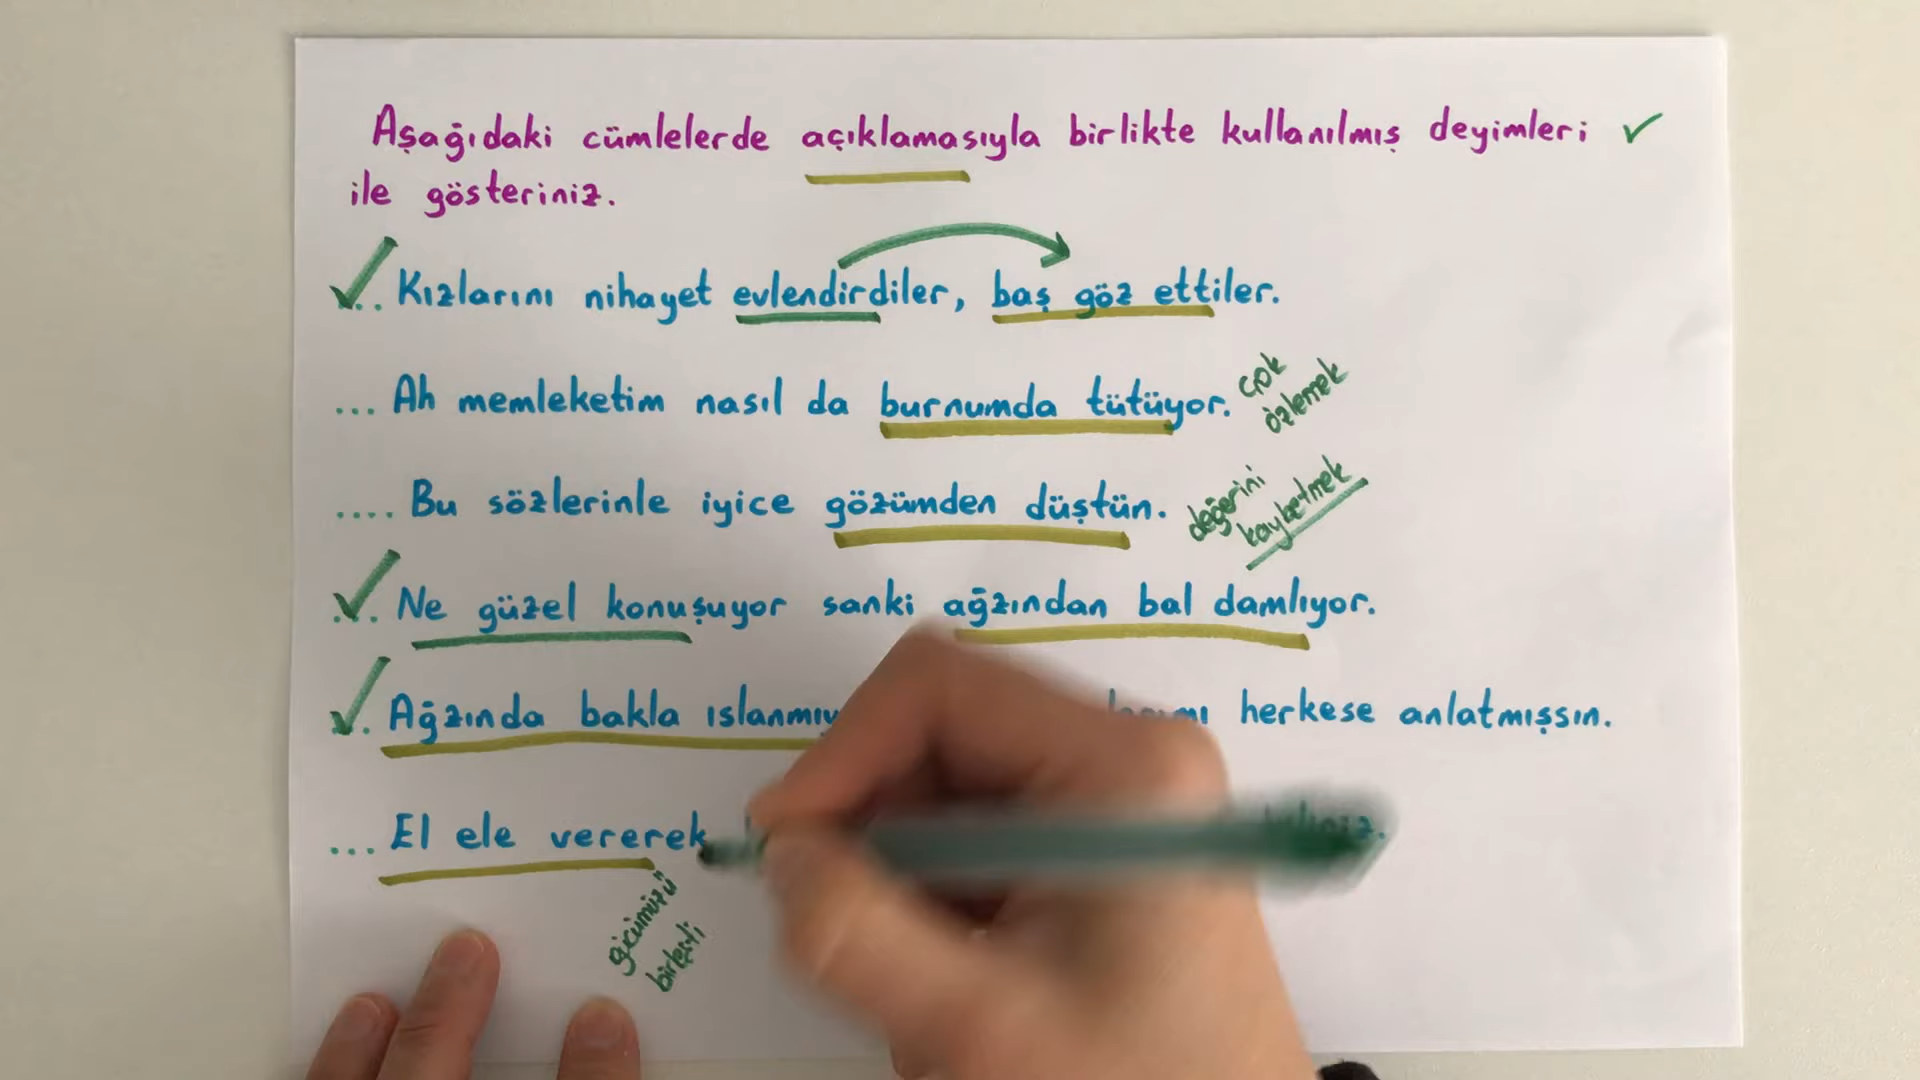 Aşağıdaki cümlelerde açıklamasıyla birlikte kullanılmış deyimleri ✓
ile gösteriniz.
✓.. Kızlarını nihayet evlendirdiler, baş göz ettiler.
... Ah memleketim nasıl da burnumda tütüyor.
çok
özlemek
.... Bu sözlerinle iyice gözümden düştün.
değerini
kaybetmek
✓.. Ne güzel konuşuyor sanki ağzından bal damlıyor.
✓. Ağzında bakla herkese anlatmışsın.
... El ele vererek
gücümüzü